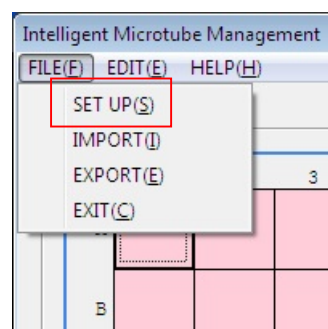 Intelligent Microtube Management
FILE(F) EDIT(E) HELP(H)
SET UP(S)
IMPORT(I)
EXPORT(E)
EXIT(C)
3
B